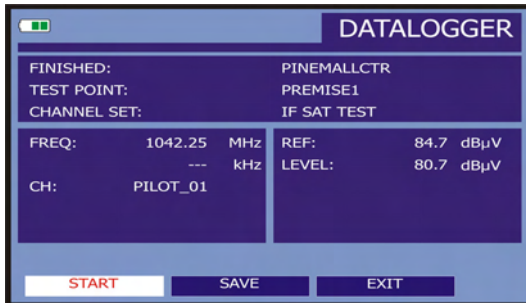 DATALOGGER
FINISHED: PINEMALLCTR
TEST POINT: PREMISE1
CHANNEL SET: IF SAT TEST
FREQ: 1042.25 MHz
--- kHz
CH: PILOT_01
REF: 84.7 dBµV
LEVEL: 80.7 dBµV
START SAVE EXIT